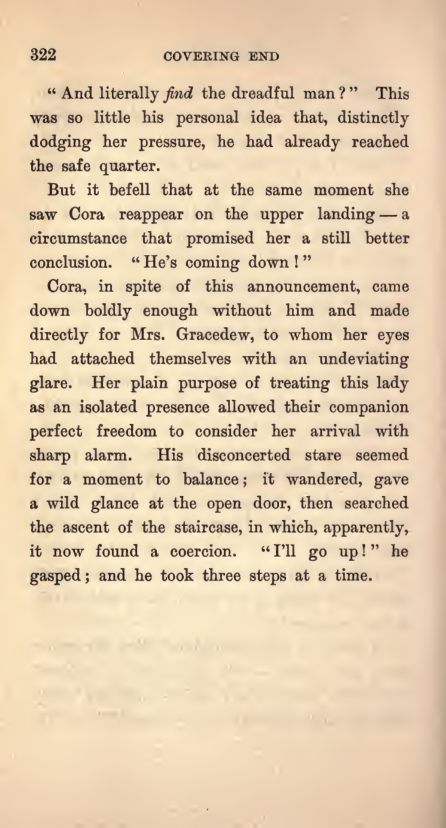 322 COVERING END
“ And literally find the dreadful man ? ” This
was so little his personal idea that, distinctly
dodging her pressure, he had already reached
the safe quarter.
But it befell that at the same moment she
saw Cora reappear on the upper landing — a
circumstance that promised her a still better
conclusion. “ He’s coming down ! ”
Cora, in spite of this announcement, came
down boldly enough without him and made
directly for Mrs. Gracedew, to whom her eyes
had attached themselves with an undeviating
glare. Her plain purpose of treating this lady
as an isolated presence allowed their companion
perfect freedom to consider her arrival with
sharp alarm. His disconcerted stare seemed
for a moment to balance ; it wandered, gave
a wild glance at the open door, then searched
the ascent of the staircase, in which, apparently,
it now found a coercion. “ I’ll go up ! ” he
gasped ; and he took three steps at a time.